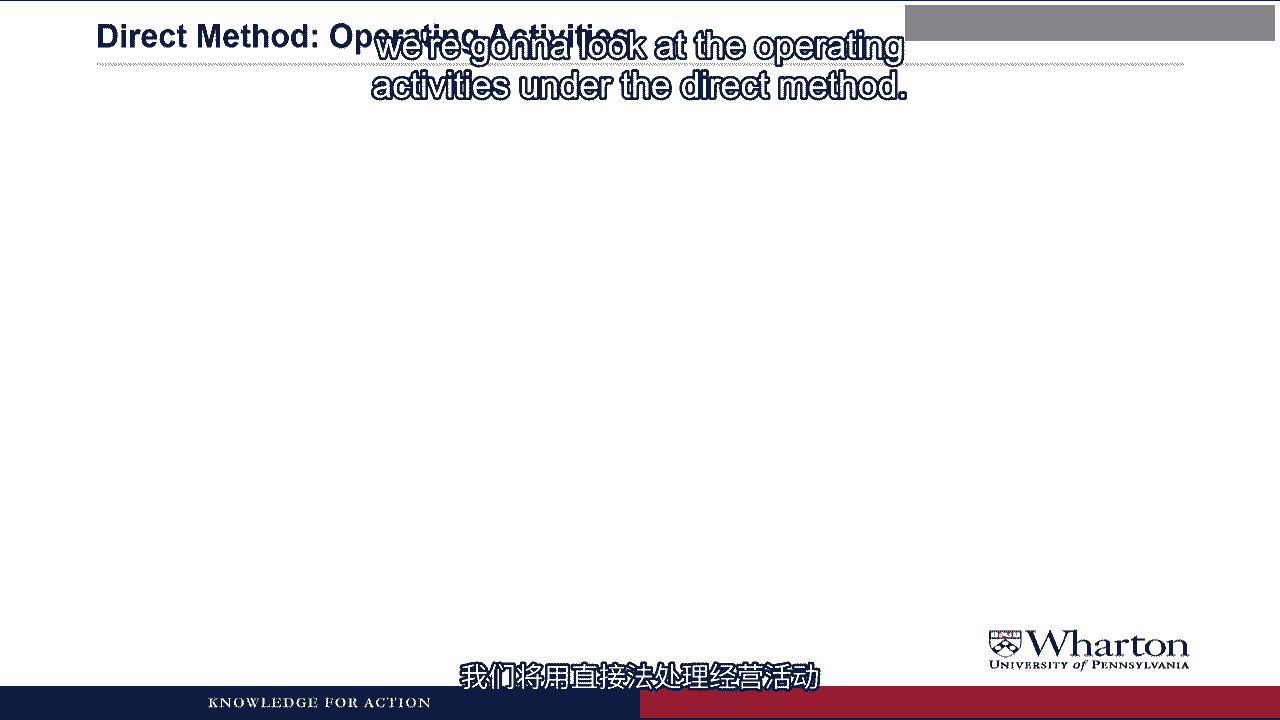 Direct Method: Operating Activities
we're gonna look at the operating
activities under the direct method.
Wharton
UNIVERSITY of PENNSYLVANIA
我们将用直接法处理经营活动
KNOWLEDGE FOR ACTION